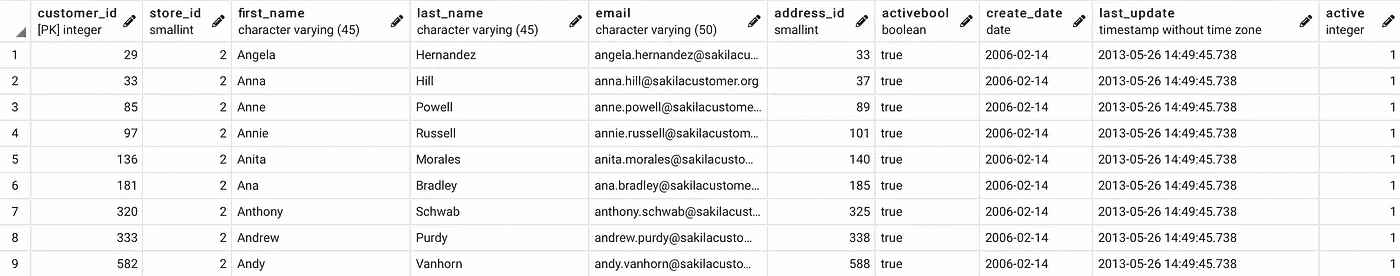 customer_id store_id first_name last_name email address_id activebool create_date last_update active
[PK] integer smallint character varying (45) character varying (45) character varying (50) smallint boolean date timestamp without time zone integer
1 29 2 Angela Hernandez angela.hernandez@sakilacu... 33 true 2006-02-14 2013-05-26 14:49:45.738 1
2 33 2 Anna Hill anna.hill@sakilacustomer.org 37 true 2006-02-14 2013-05-26 14:49:45.738 1
3 85 2 Anne Powell anne.powell@sakilacustome... 89 true 2006-02-14 2013-05-26 14:49:45.738 1
4 97 2 Annie Russell annie.russell@sakilacustom... 101 true 2006-02-14 2013-05-26 14:49:45.738 1
5 136 2 Anita Morales anita.morales@sakilacusto... 140 true 2006-02-14 2013-05-26 14:49:45.738 1
6 181 2 Ana Bradley ana.bradley@sakilacustome... 185 true 2006-02-14 2013-05-26 14:49:45.738 1
7 320 2 Anthony Schwab anthony.schwab@sakilacust... 325 true 2006-02-14 2013-05-26 14:49:45.738 1
8 333 2 Andrew Purdy andrew.purdy@sakilacusto... 338 true 2006-02-14 2013-05-26 14:49:45.738 1
9 582 2 Andy Vanhorn andy.vanhorn@sakilacusto... 588 true 2006-02-14 2013-05-26 14:49:45.738 1